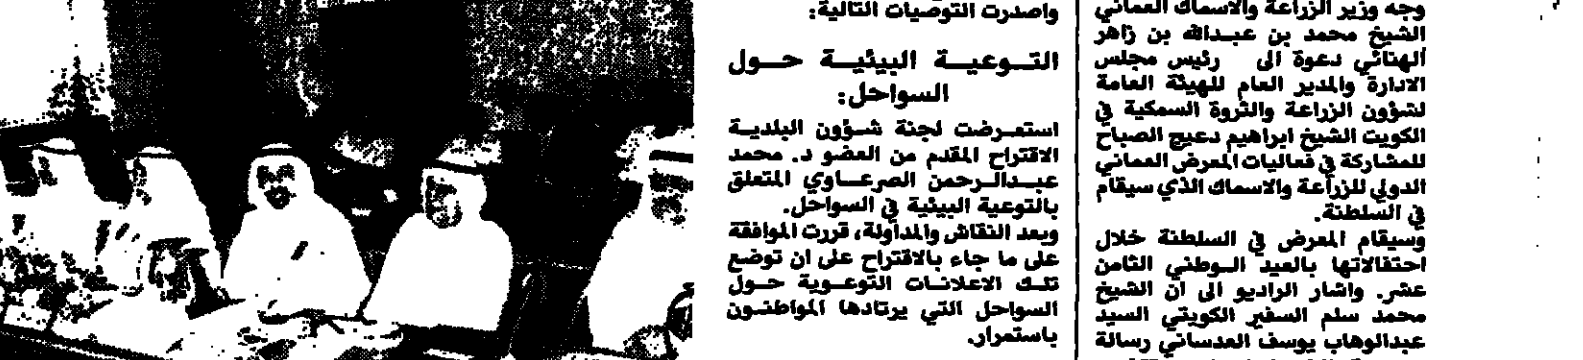 وجه وزير الزراعة والاسماك العماني
الشيخ محمد بن عبدالله بن زاهر
الهنائي دعوة الى رئيس مجلس
الادارة والمدير العام للهيئة العامة
لشؤون الزراعة والثروة السمكية في
الكويت الشيخ ابراهيم دعيج الصباح
للمشاركة في فعاليات المعرض العماني
الدولي للزراعة والاسماك الذي سيقام
في السلطنة.
وسيقام المعرض في السلطنة خلال
احتفالاتها بالعيد الوطني الثامن
عشر. واشار الراديو الى ان الشيخ
محمد سلم السفير الكويتي السيد
عبدالوهاب يوسف العدساني رسالة
واصدرت التوصيات التالية:
التوعية البيئية حول
السواحل:
استعرضت لجنة شؤون البلدية
الاقتراح المقدم من العضو د. محمد
عبدالرحمن الصرعاوي المتعلق
بالتوعية البيئية في السواحل.
وبعد النقاش والمداولة، قررت الموافقة
على ما جاء بالاقتراح على ان توضع
تلك الاعلانات التوعوية حول
السواحل التي يرتادها المواطنون
باستمرار.